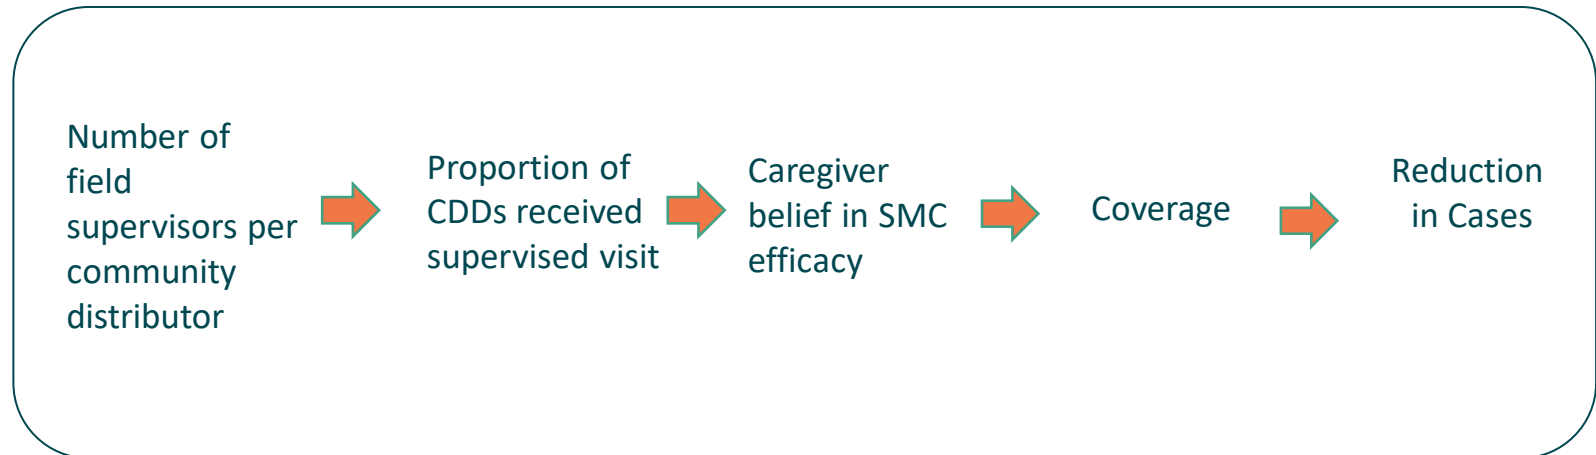 Number of
field
supervisors per
community
distributor
Proportion of
CDDs received
supervised visit
Caregiver
belief in SMC
efficacy
Coverage
Reduction
in Cases